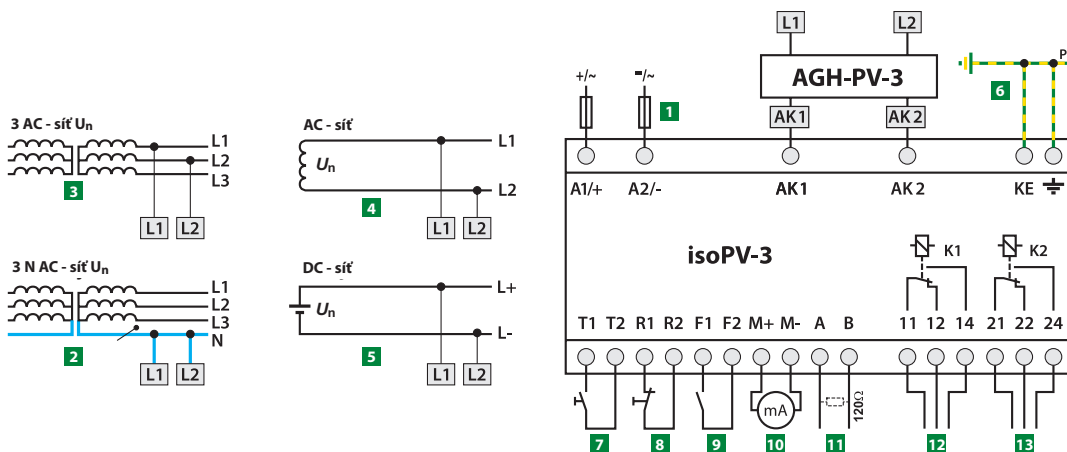 3 AC - síť Un
L1
L2
L3
3
L1 L2
3 N AC - síť Un
L1
L2
L3
N
2
L1 L2
AC - síť
Un
L1
L2
4
L1 L2
DC - síť
Un
L+
L-
5
L1 L2
L1 L2
AGH-PV-3
+/~ -/~
1
AK1 AK2
6
P
A1/+ A2/- AK1 AK2 KE
isoPV-3
K1 K2
T1 T2 R1 R2 F1 F2 M+ M- A B 11 12 14 21 22 24
mA
120Ω
7 8 9 10 11 12 13